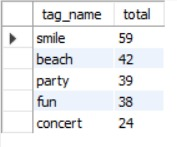 tag_name total
smile 59
beach 42
party 39
fun 38
concert 24